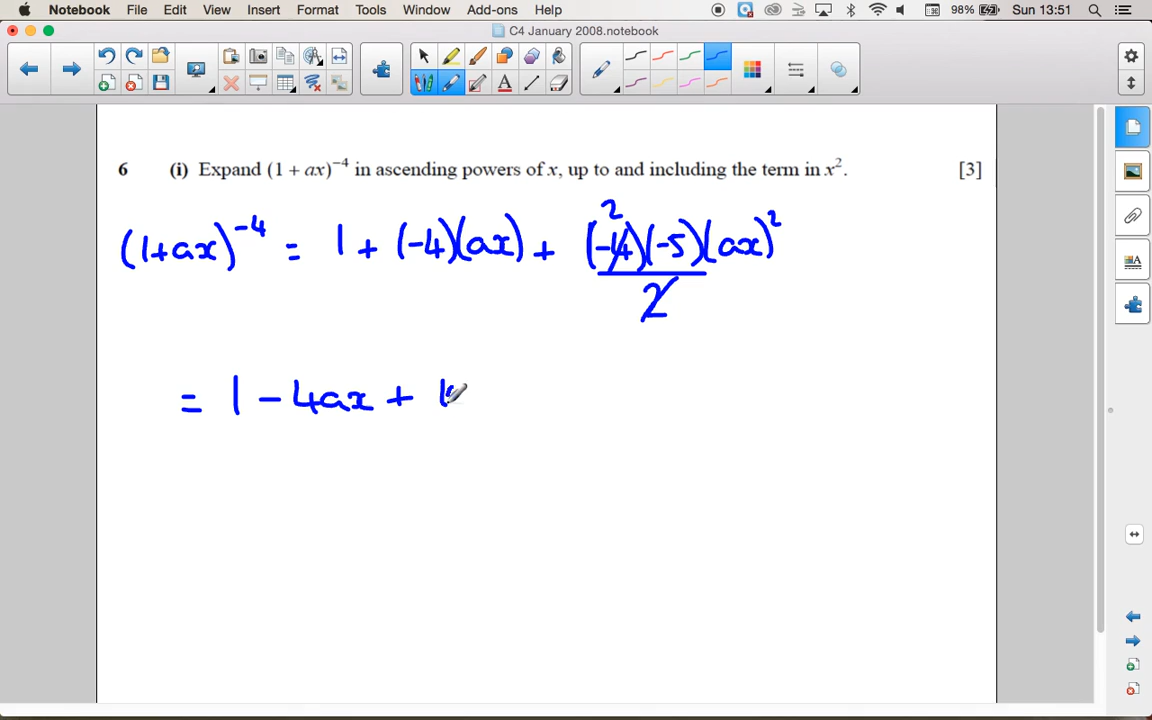 Notebook File Edit View Insert Format Tools Window Add-ons Help 98% Sun 13:51
C4 January 2008.notebook
6 (i) Expand (1 + ax)⁻⁴ in ascending powers of x, up to and including the term in x². [3]
(1+ax)⁻⁴ = 1 + (-4)(ax) + (-4)(-5)(ax)²
2
2
= 1 - 4ax + 1